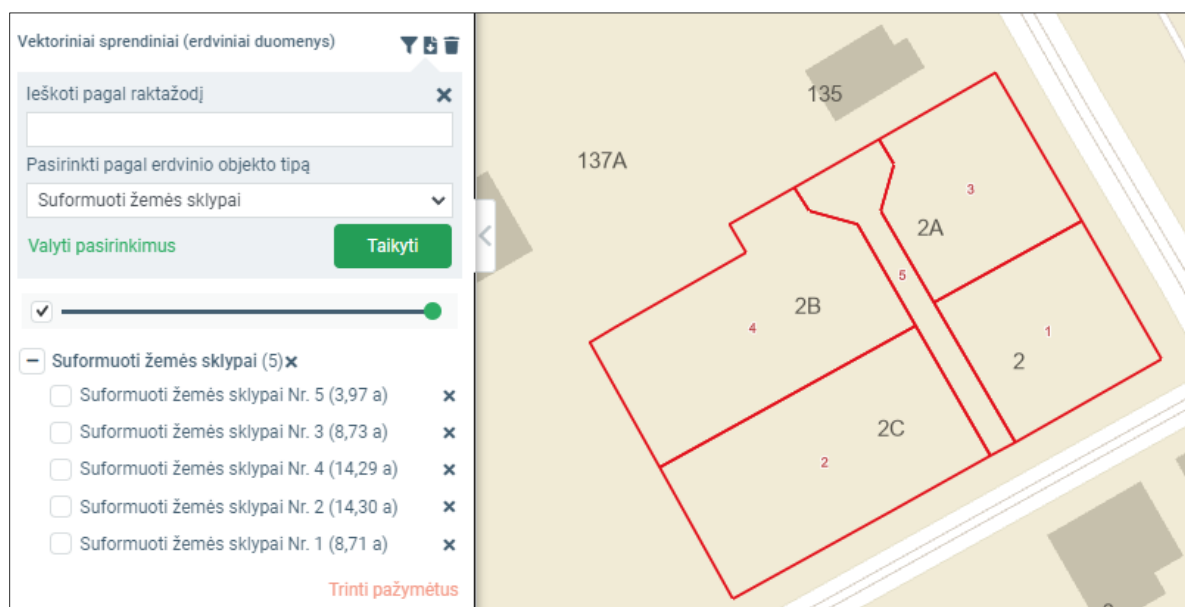 Vektoriniai sprendiniai (erdviniai duomenys)
Ieškoti pagal raktažodį
Pasirinkti pagal erdvinio objekto tipą
Suformuoti žemės sklypai
Valyti pasirinkimus
Taikyti
Suformuoti žemės sklypai (5)
Suformuoti žemės sklypai Nr. 5 (3,97 a)
Suformuoti žemės sklypai Nr. 3 (8,73 a)
Suformuoti žemės sklypai Nr. 4 (14,29 a)
Suformuoti žemės sklypai Nr. 2 (14,30 a)
Suformuoti žemės sklypai Nr. 1 (8,71 a)
Trinti pažymėtus
135
137A
3
2A
5
2B
4
1
2
2C
2